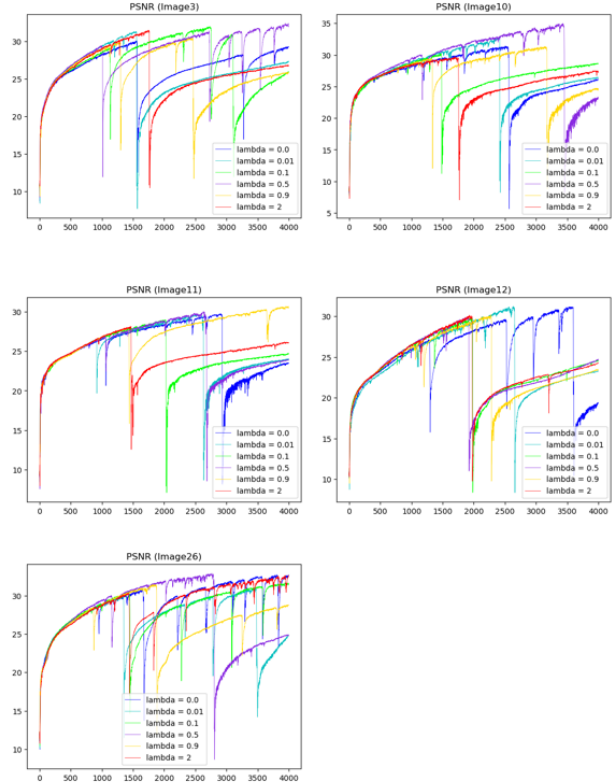 PSNR (Image3)
30
25
20
15
10
lambda = 0.0
lambda = 0.01
lambda = 0.1
lambda = 0.5
lambda = 0.9
lambda = 2
0 500 1000 1500 2000 2500 3000 3500 4000
PSNR (Image10)
35
30
25
20
15
10
5
lambda = 0.0
lambda = 0.01
lambda = 0.1
lambda = 0.5
lambda = 0.9
lambda = 2
0 500 1000 1500 2000 2500 3000 3500 4000
PSNR (Image11)
30
25
20
15
10
lambda = 0.0
lambda = 0.01
lambda = 0.1
lambda = 0.5
lambda = 0.9
lambda = 2
0 500 1000 1500 2000 2500 3000 3500 4000
PSNR (Image12)
30
25
20
15
10
lambda = 0.0
lambda = 0.01
lambda = 0.1
lambda = 0.5
lambda = 0.9
lambda = 2
0 500 1000 1500 2000 2500 3000 3500 4000
PSNR (Image26)
30
25
20
15
10
lambda = 0.0
lambda = 0.01
lambda = 0.1
lambda = 0.5
lambda = 0.9
lambda = 2
0 500 1000 1500 2000 2500 3000 3500 4000